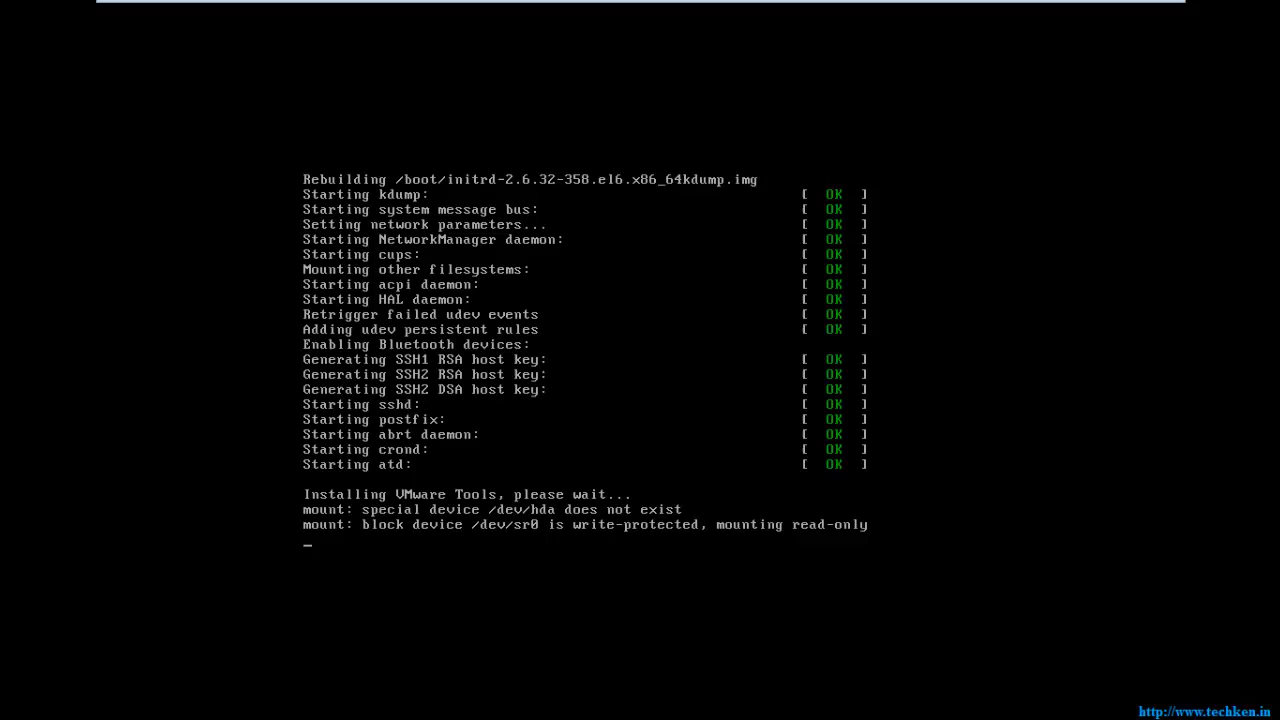 Rebuilding /boot/initrd-2.6.32-358.el6.x86_64kdump.img
Starting kdump: [ OK ]
Starting system message bus: [ OK ]
Setting network parameters... [ OK ]
Starting NetworkManager daemon: [ OK ]
Starting cups: [ OK ]
Mounting other filesystems: [ OK ]
Starting acpi daemon: [ OK ]
Starting HAL daemon: [ OK ]
Retrigger failed udev events [ OK ]
Adding udev persistent rules [ OK ]
Enabling Bluetooth devices:
Generating SSH1 RSA host key: [ OK ]
Generating SSH2 RSA host key: [ OK ]
Generating SSH2 DSA host key: [ OK ]
Starting sshd: [ OK ]
Starting postfix: [ OK ]
Starting abrt daemon: [ OK ]
Starting crond: [ OK ]
Starting atd: [ OK ]
Installing VMware Tools, please wait...
mount: special device /dev/hda does not exist
mount: block device /dev/sr0 is write-protected, mounting read-only
_
http://www.techken.in